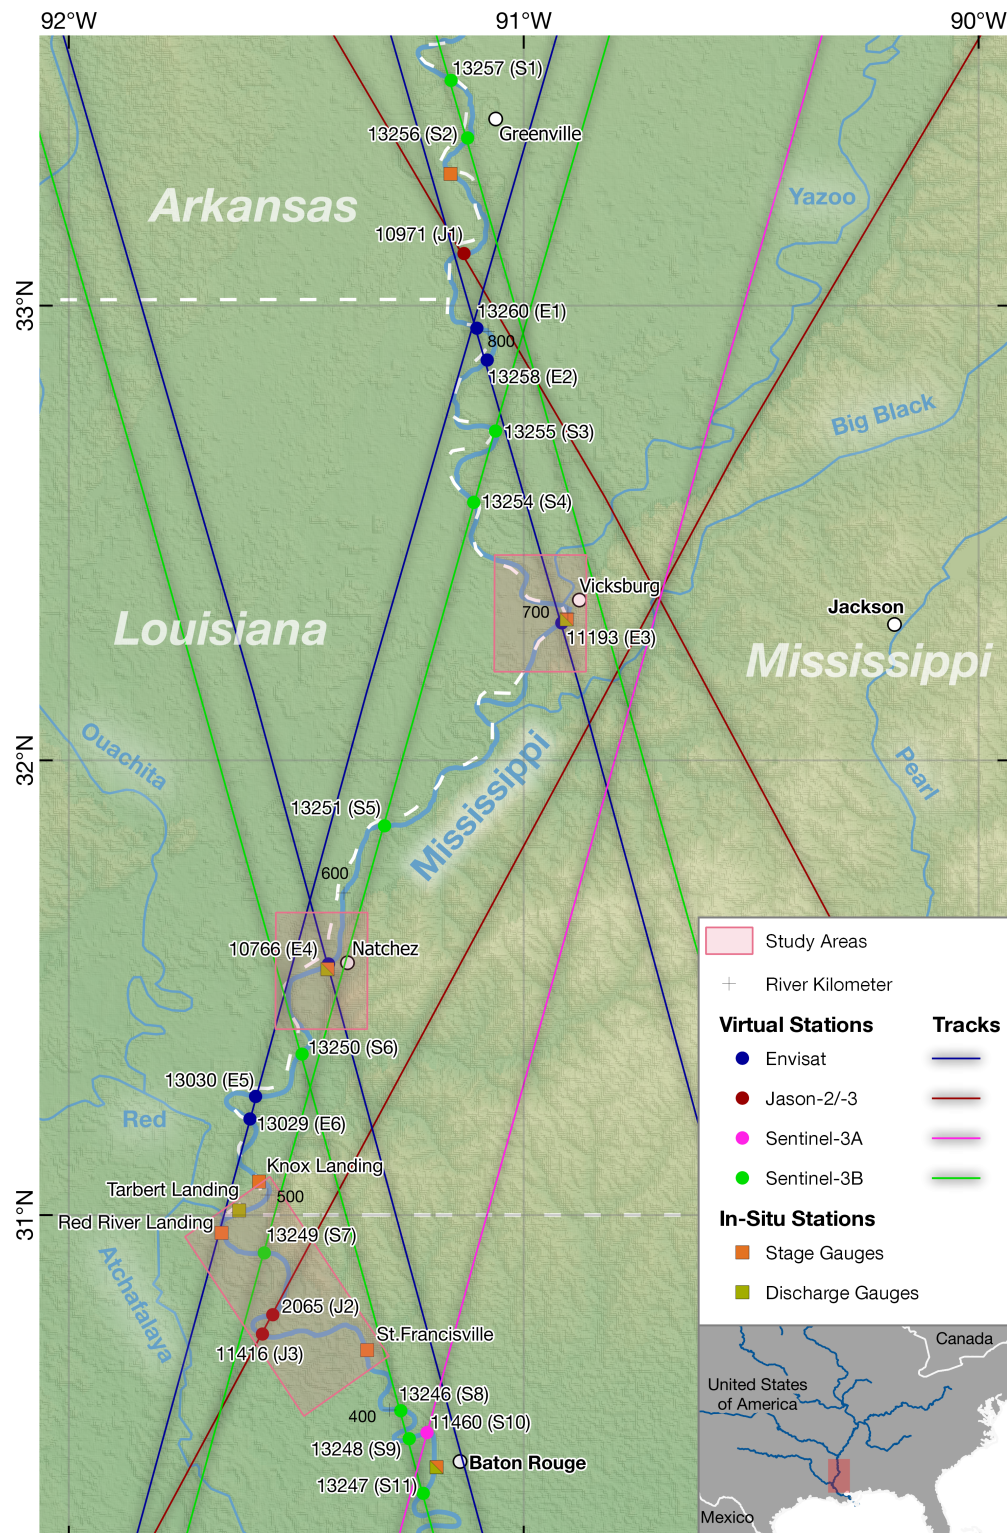 92°W 91°W 90°W
13257 (S1)
Greenville
13256 (S2)
Yazoo
Arkansas
10971 (J1)
33°N
13260 (E1)
800
13258 (E2)
Big Black
13255 (S3)
13254 (S4)
Vicksburg
700
Jackson
Louisiana
11193 (E3)
Mississippi
Ouachita
32°N
Pearl
Mississippi
13251 (S5)
600
10766 (E4)
Natchez
13250 (S6)
13030 (E5)
Red
13029 (E6)
Knox Landing
Tarbert Landing
500
Red River Landing
31°N
13249 (S7)
Atchafalaya
2065 (J2)
St.Francisville
11416 (J3)
13246 (S8)
400
11460 (S10)
13248 (S9)
Baton Rouge
13247 (S11)
Study Areas
River Kilometer
Virtual Stations Tracks
Envisat
Jason-2/-3
Sentinel-3A
Sentinel-3B
In-Situ Stations
Stage Gauges
Discharge Gauges
Canada
United States
of America
Mexico